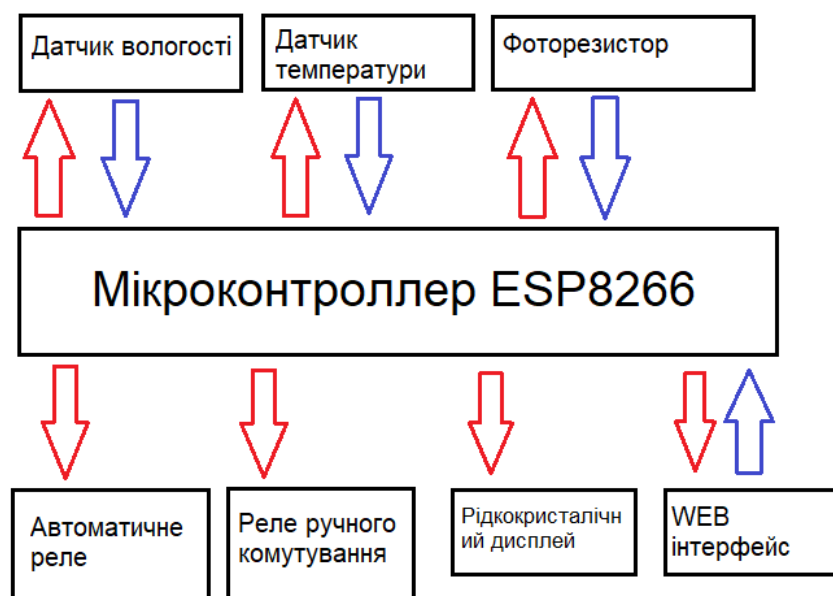 Датчик вологості
Датчик
температури
Фоторезистор
Мікроконтроллер ESP8266
Автоматичне
реле
Реле ручного
комутування
Рідкокристалічн
ий дисплей
WEB
інтерфейс